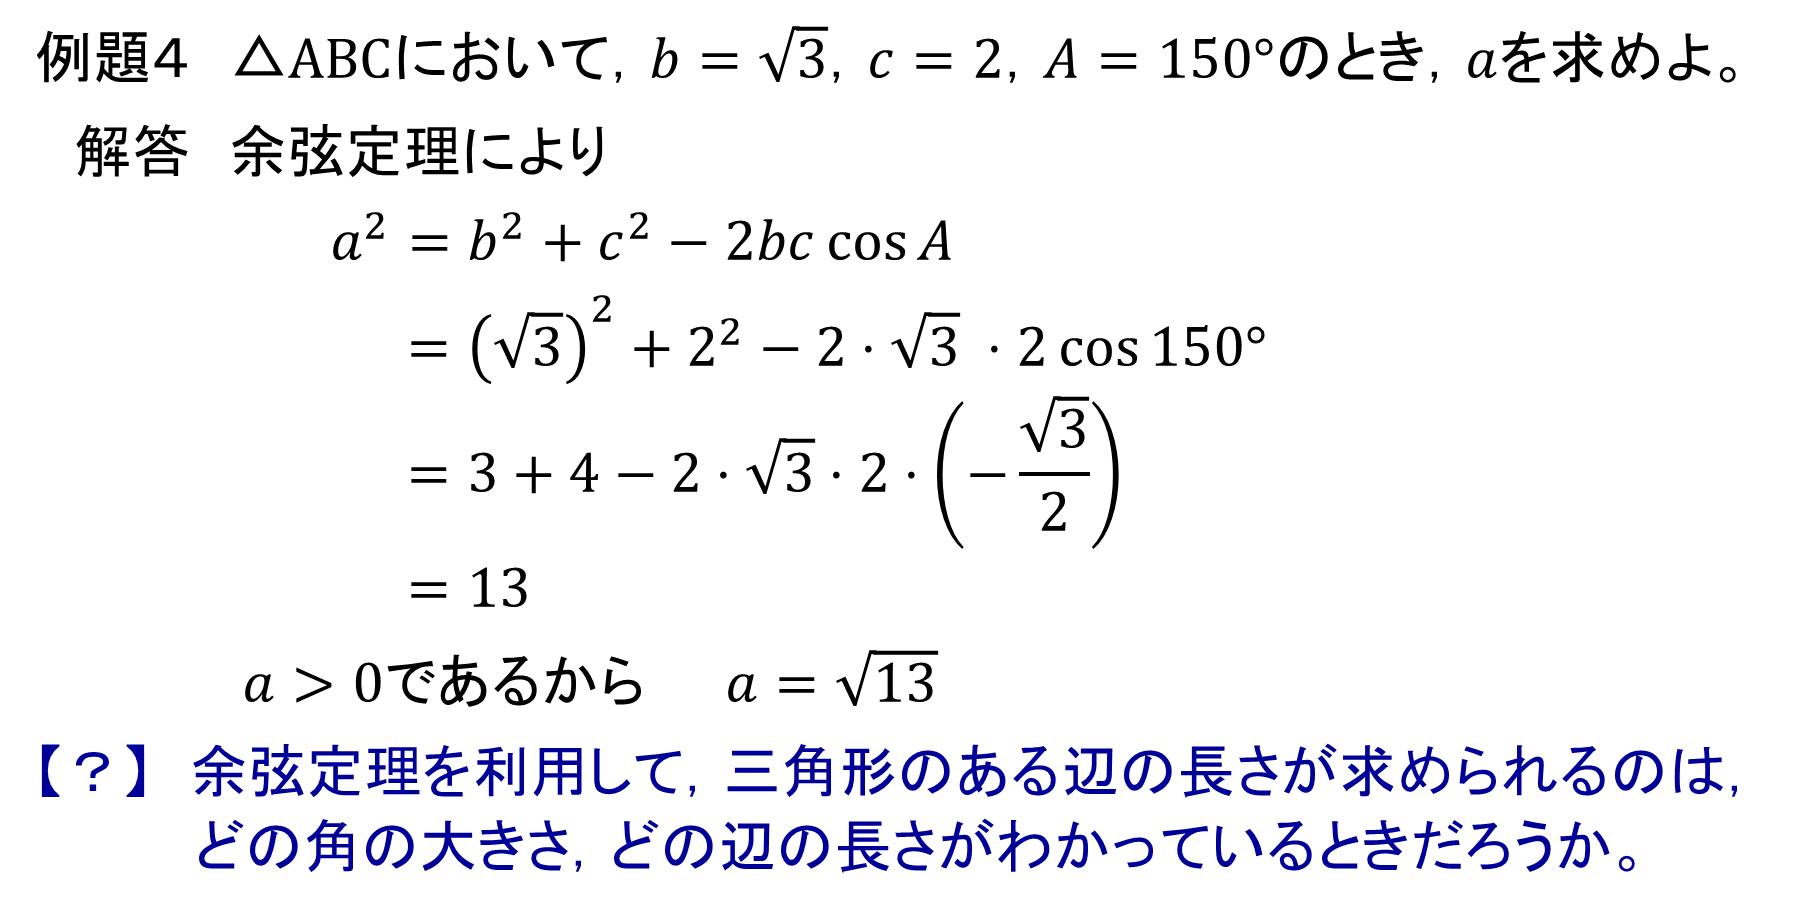 例題4 △ABCにおいて, b = √3, c = 2, A = 150°のとき, aを求めよ。
解答 余弦定理により
a² = b² + c² − 2bc cos A
= (√3)² + 2² − 2 · √3 · 2 cos 150°
= 3 + 4 − 2 · √3 · 2 · (−√3/2)
= 13
a > 0であるから a = √13
【?】 余弦定理を利用して, 三角形のある辺の長さが求められるのは,
どの角の大きさ, どの辺の長さがわかっているときだろうか。